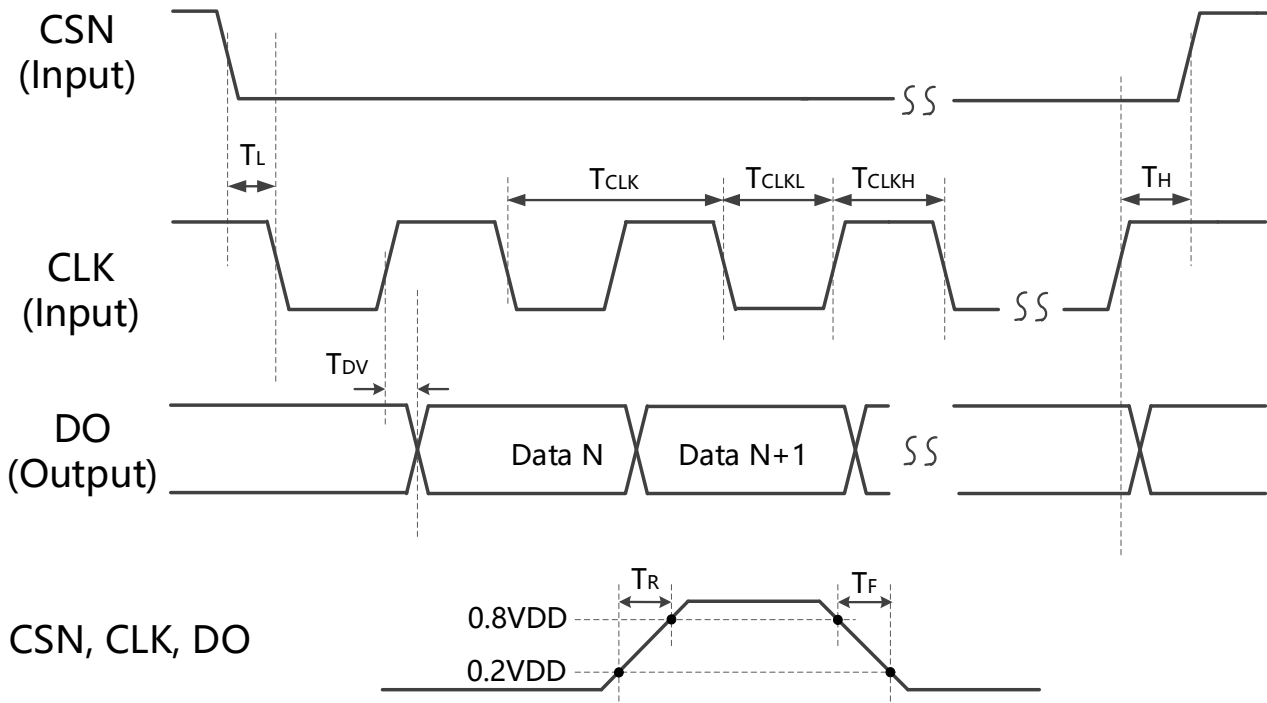 CSN
(Input)
TL
TCLK
TCLKL
TCLKH
TH
CLK
(Input)
TDV
DO
(Output)
Data N
Data N+1
TR
TF
0.8VDD
CSN, CLK, DO
0.2VDD